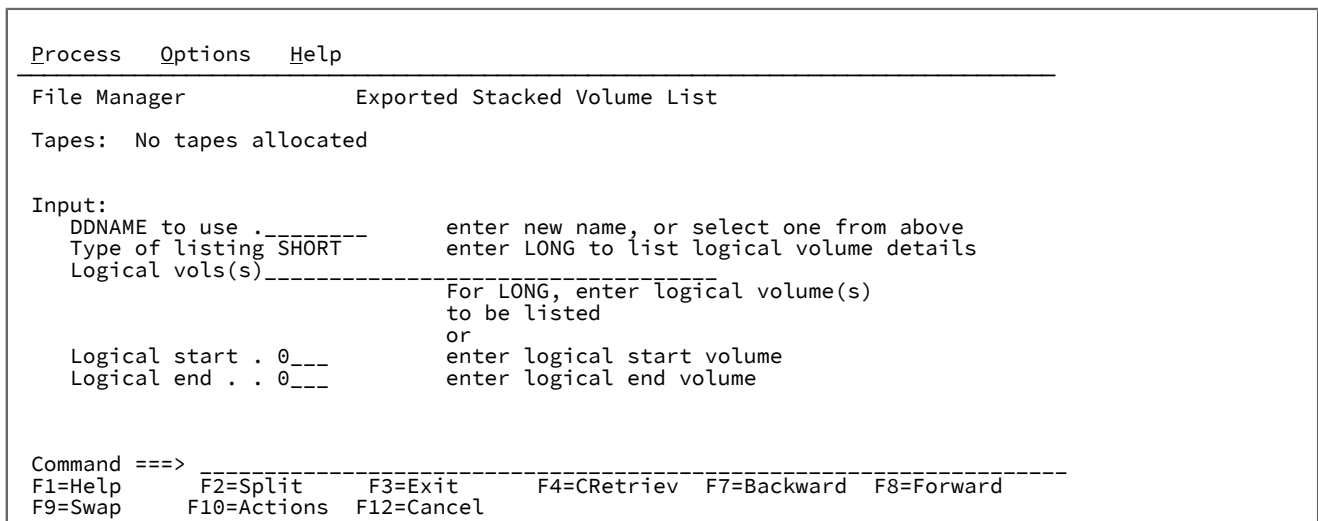 Process   Options   Help
File Manager             Exported Stacked Volume List
Tapes:  No tapes allocated
Input:
DDNAME to use .________      enter new name, or select one from above
Type of listing SHORT        enter LONG to list logical volume details
Logical vols(s)___________________________________
For LONG, enter logical volume(s)
to be listed
or
Logical start . 0___         enter logical start volume
Logical end . . 0___         enter logical end volume
Command ===> ___________________________________________________________________
F1=Help      F2=Split     F3=Exit      F4=CRetriev  F7=Backward  F8=Forward
F9=Swap     F10=Actions  F12=Cancel